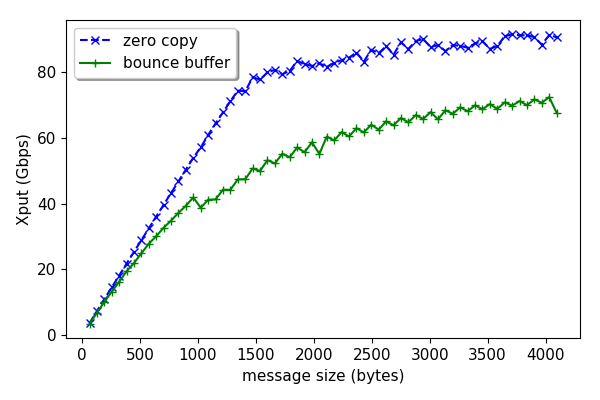 zero copy
bounce buffer
Xput (Gbps)
80
60
40
20
0
0 500 1000 1500 2000 2500 3000 3500 4000
message size (bytes)